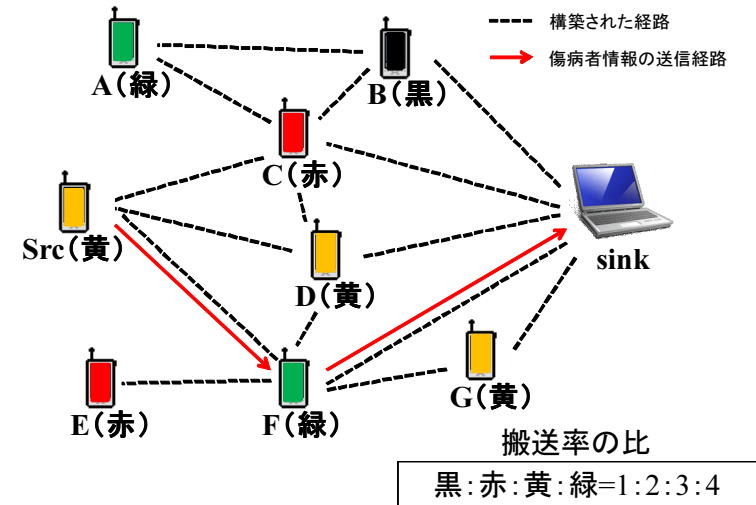 構築された経路
傷病者情報の送信経路
A（緑）
B（黒）
C（赤）
Src（黄）
sink
D（黄）
E（赤）
F（緑）
G（黄）
搬送率の比
黒：赤：黄：緑=1：2：3：4